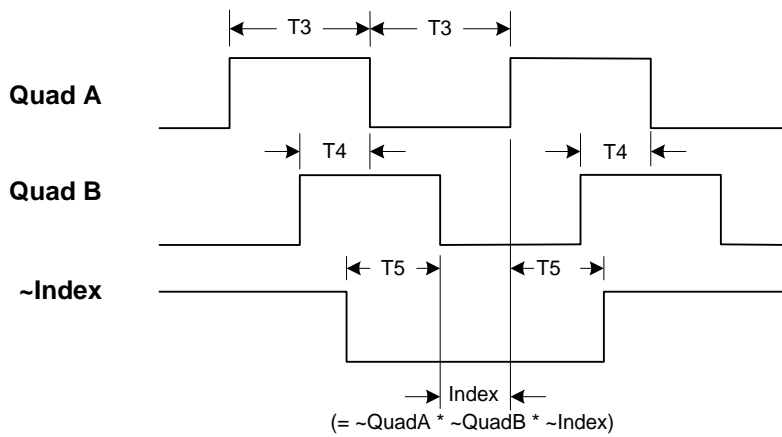 T3 T3
Quad A
T4 T4
Quad B
T5 T5
~Index
Index
(= ~QuadA * ~QuadB * ~Index)